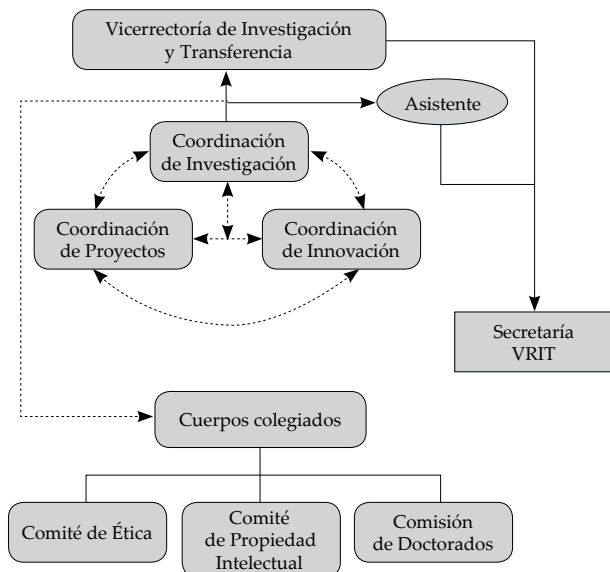 Vicerrectoría de Investigación
y Transferencia
Asistente
Coordinación
de Investigación
Coordinación
de Proyectos
Coordinación
de Innovación
Secretaría
VRIT
Cuerpos colegiados
Comité de Ética
Comité
de Propiedad
Intelectual
Comisión
de Doctorados